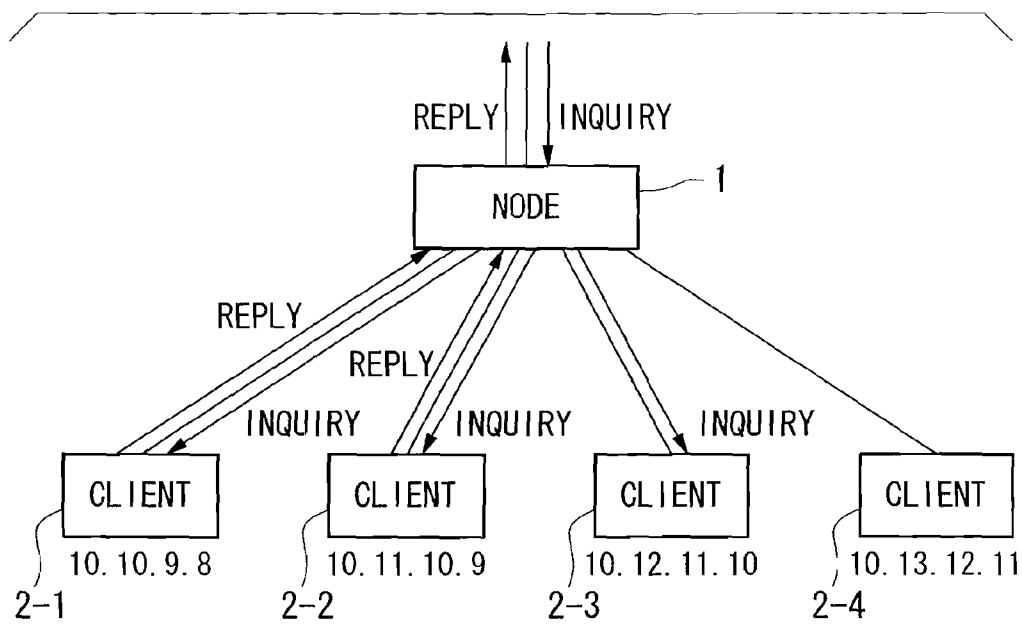 REPLY
INQUIRY
1
NODE
REPLY
REPLY
INQUIRY
INQUIRY
INQUIRY
CLIENT
CLIENT
CLIENT
CLIENT
10.10.9.8
10.11.10.9
10.12.11.10
10.13.12.11
2-1
2-2
2-3
2-4